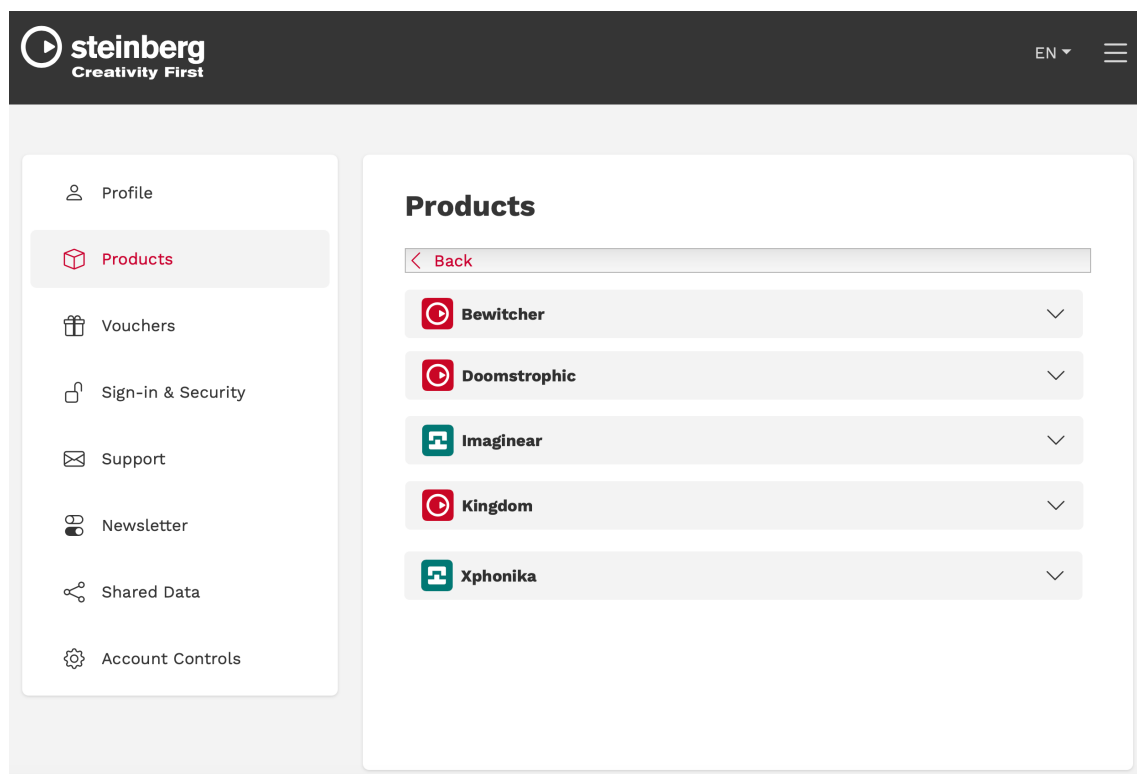 steinberg
Creativity First
EN
Profile
Products
Vouchers
Sign-in & Security
Support
Newsletter
Shared Data
Account Controls
Products
Back
Bewitcher
Doomstrophic
Imaginear
Kingdom
Xphonika